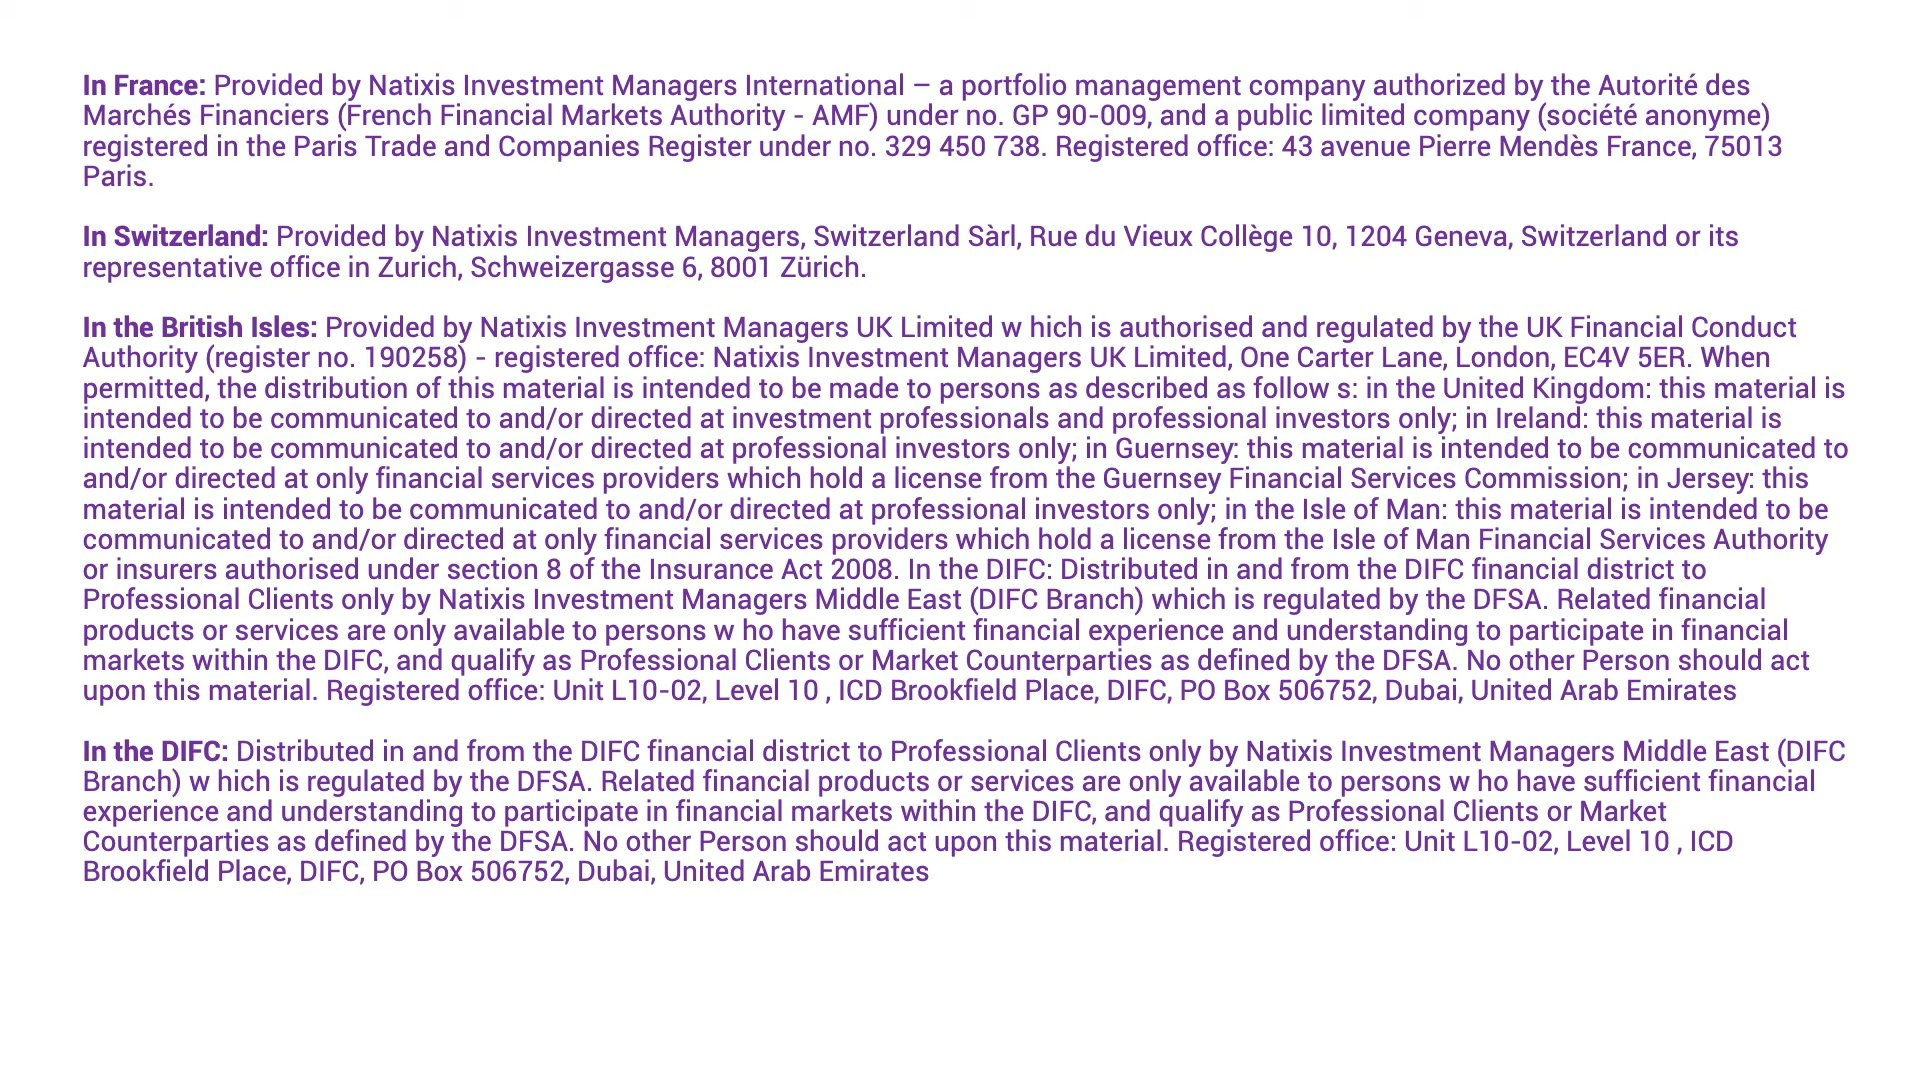 In France: Provided by Natixis Investment Managers International – a portfolio management company authorized by the Autorité des
Marchés Financiers (French Financial Markets Authority - AMF) under no. GP 90-009, and a public limited company (société anonyme)
registered in the Paris Trade and Companies Register under no. 329 450 738. Registered office: 43 avenue Pierre Mendès France, 75013
Paris.
In Switzerland: Provided by Natixis Investment Managers, Switzerland Sàrl, Rue du Vieux Collège 10, 1204 Geneva, Switzerland or its
representative office in Zurich, Schweizergasse 6, 8001 Zürich.
In the British Isles: Provided by Natixis Investment Managers UK Limited w hich is authorised and regulated by the UK Financial Conduct
Authority (register no. 190258) - registered office: Natixis Investment Managers UK Limited, One Carter Lane, London, EC4V 5ER. When
permitted, the distribution of this material is intended to be made to persons as described as follow s: in the United Kingdom: this material is
intended to be communicated to and/or directed at investment professionals and professional investors only; in Ireland: this material is
intended to be communicated to and/or directed at professional investors only; in Guernsey: this material is intended to be communicated to
and/or directed at only financial services providers which hold a license from the Guernsey Financial Services Commission; in Jersey: this
material is intended to be communicated to and/or directed at professional investors only; in the Isle of Man: this material is intended to be
communicated to and/or directed at only financial services providers which hold a license from the Isle of Man Financial Services Authority
or insurers authorised under section 8 of the Insurance Act 2008. In the DIFC: Distributed in and from the DIFC financial district to
Professional Clients only by Natixis Investment Managers Middle East (DIFC Branch) which is regulated by the DFSA. Related financial
products or services are only available to persons w ho have sufficient financial experience and understanding to participate in financial
markets within the DIFC, and qualify as Professional Clients or Market Counterparties as defined by the DFSA. No other Person should act
upon this material. Registered office: Unit L10-02, Level 10 , ICD Brookfield Place, DIFC, PO Box 506752, Dubai, United Arab Emirates
In the DIFC: Distributed in and from the DIFC financial district to Professional Clients only by Natixis Investment Managers Middle East (DIFC
Branch) w hich is regulated by the DFSA. Related financial products or services are only available to persons w ho have sufficient financial
experience and understanding to participate in financial markets within the DIFC, and qualify as Professional Clients or Market
Counterparties as defined by the DFSA. No other Person should act upon this material. Registered office: Unit L10-02, Level 10 , ICD
Brookfield Place, DIFC, PO Box 506752, Dubai, United Arab Emirates